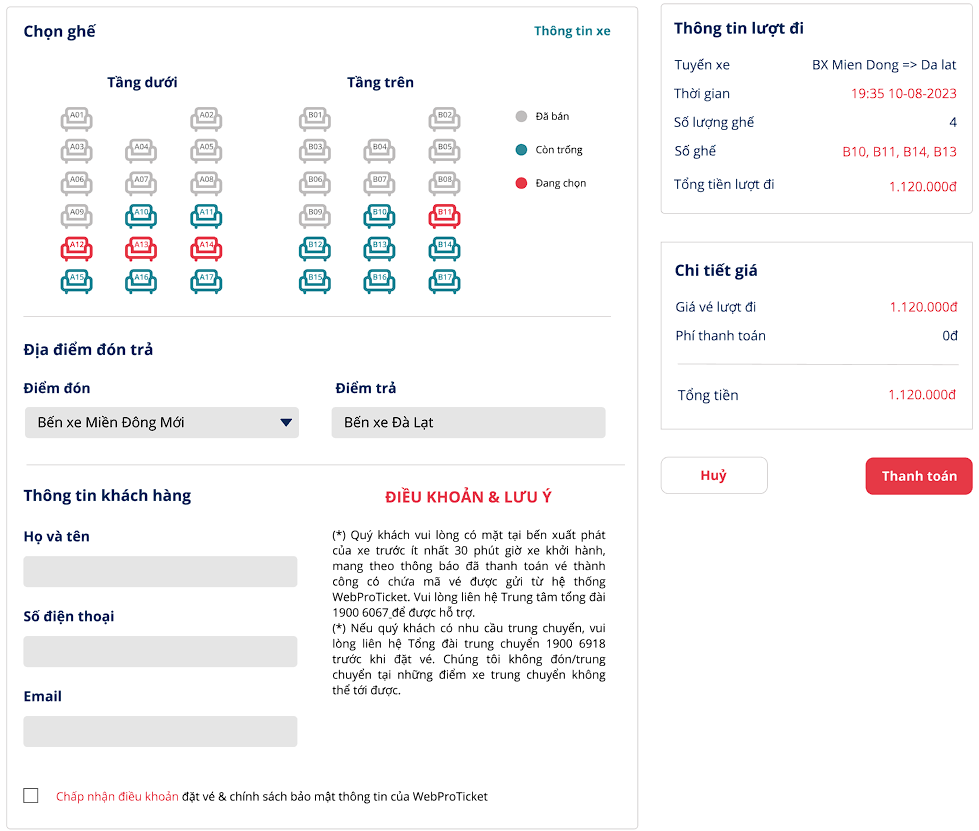 Chọn ghế
Thông tin xe
Tầng dưới
Tầng trên
A01 A02 B01 B02
Đã bán
A03 A04 A05 B03 B04 B05
Còn trống
A06 A07 A08 B06 B07 B08
Đang chọn
A09 A10 A11 B09 B10 B11
A12 A13 A14 B12 B13 B14
A15 A16 A17 B15 B16 B17
Địa điểm đón trả
Điểm đón
Điểm trả
Bến xe Miền Đông Mới
Bến xe Đà Lạt
Thông tin khách hàng
Họ và tên
Số điện thoại
Email
ĐIỀU KHOẢN & LƯU Ý
(*) Quý khách vui lòng có mặt tại bến xuất phát
của xe trước ít nhất 30 phút giờ xe khởi hành,
mang theo thông báo đã thanh toán vé thành
công có chứa mã vé được gửi từ hệ thống
WebProTicket. Vui lòng liên hệ Trung tâm tổng đài
1900 6067 để được hỗ trợ.
(*) Nếu quý khách có nhu cầu trung chuyển, vui
lòng liên hệ Tổng đài trung chuyển 1900 6918
trước khi đặt vé. Chúng tôi không đón/trung
chuyển tại những điểm xe trung chuyển không
thể tới được.
Chấp nhận điều khoản đặt vé & chính sách bảo mật thông tin của WebProTicket
Thông tin lượt đi
Tuyến xe BX Mien Dong => Da lat
Thời gian 19:35 10-08-2023
Số lượng ghế 4
Số ghế B10, B11, B14, B13
Tổng tiền lượt đi 1.120.000đ
Chi tiết giá
Giá vé lượt đi 1.120.000đ
Phí thanh toán 0đ
Tổng tiền 1.120.000đ
Huỷ
Thanh toán